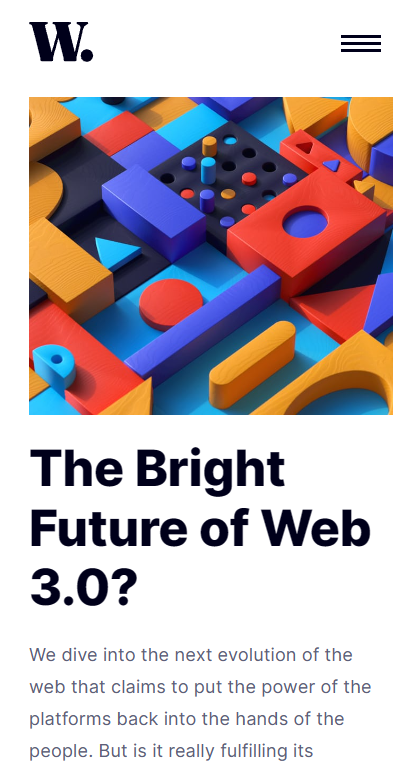 W.
The Bright
Future of Web
3.0?
We dive into the next evolution of the
web that claims to put the power of the
platforms back into the hands of the
people. But is it really fulfilling its